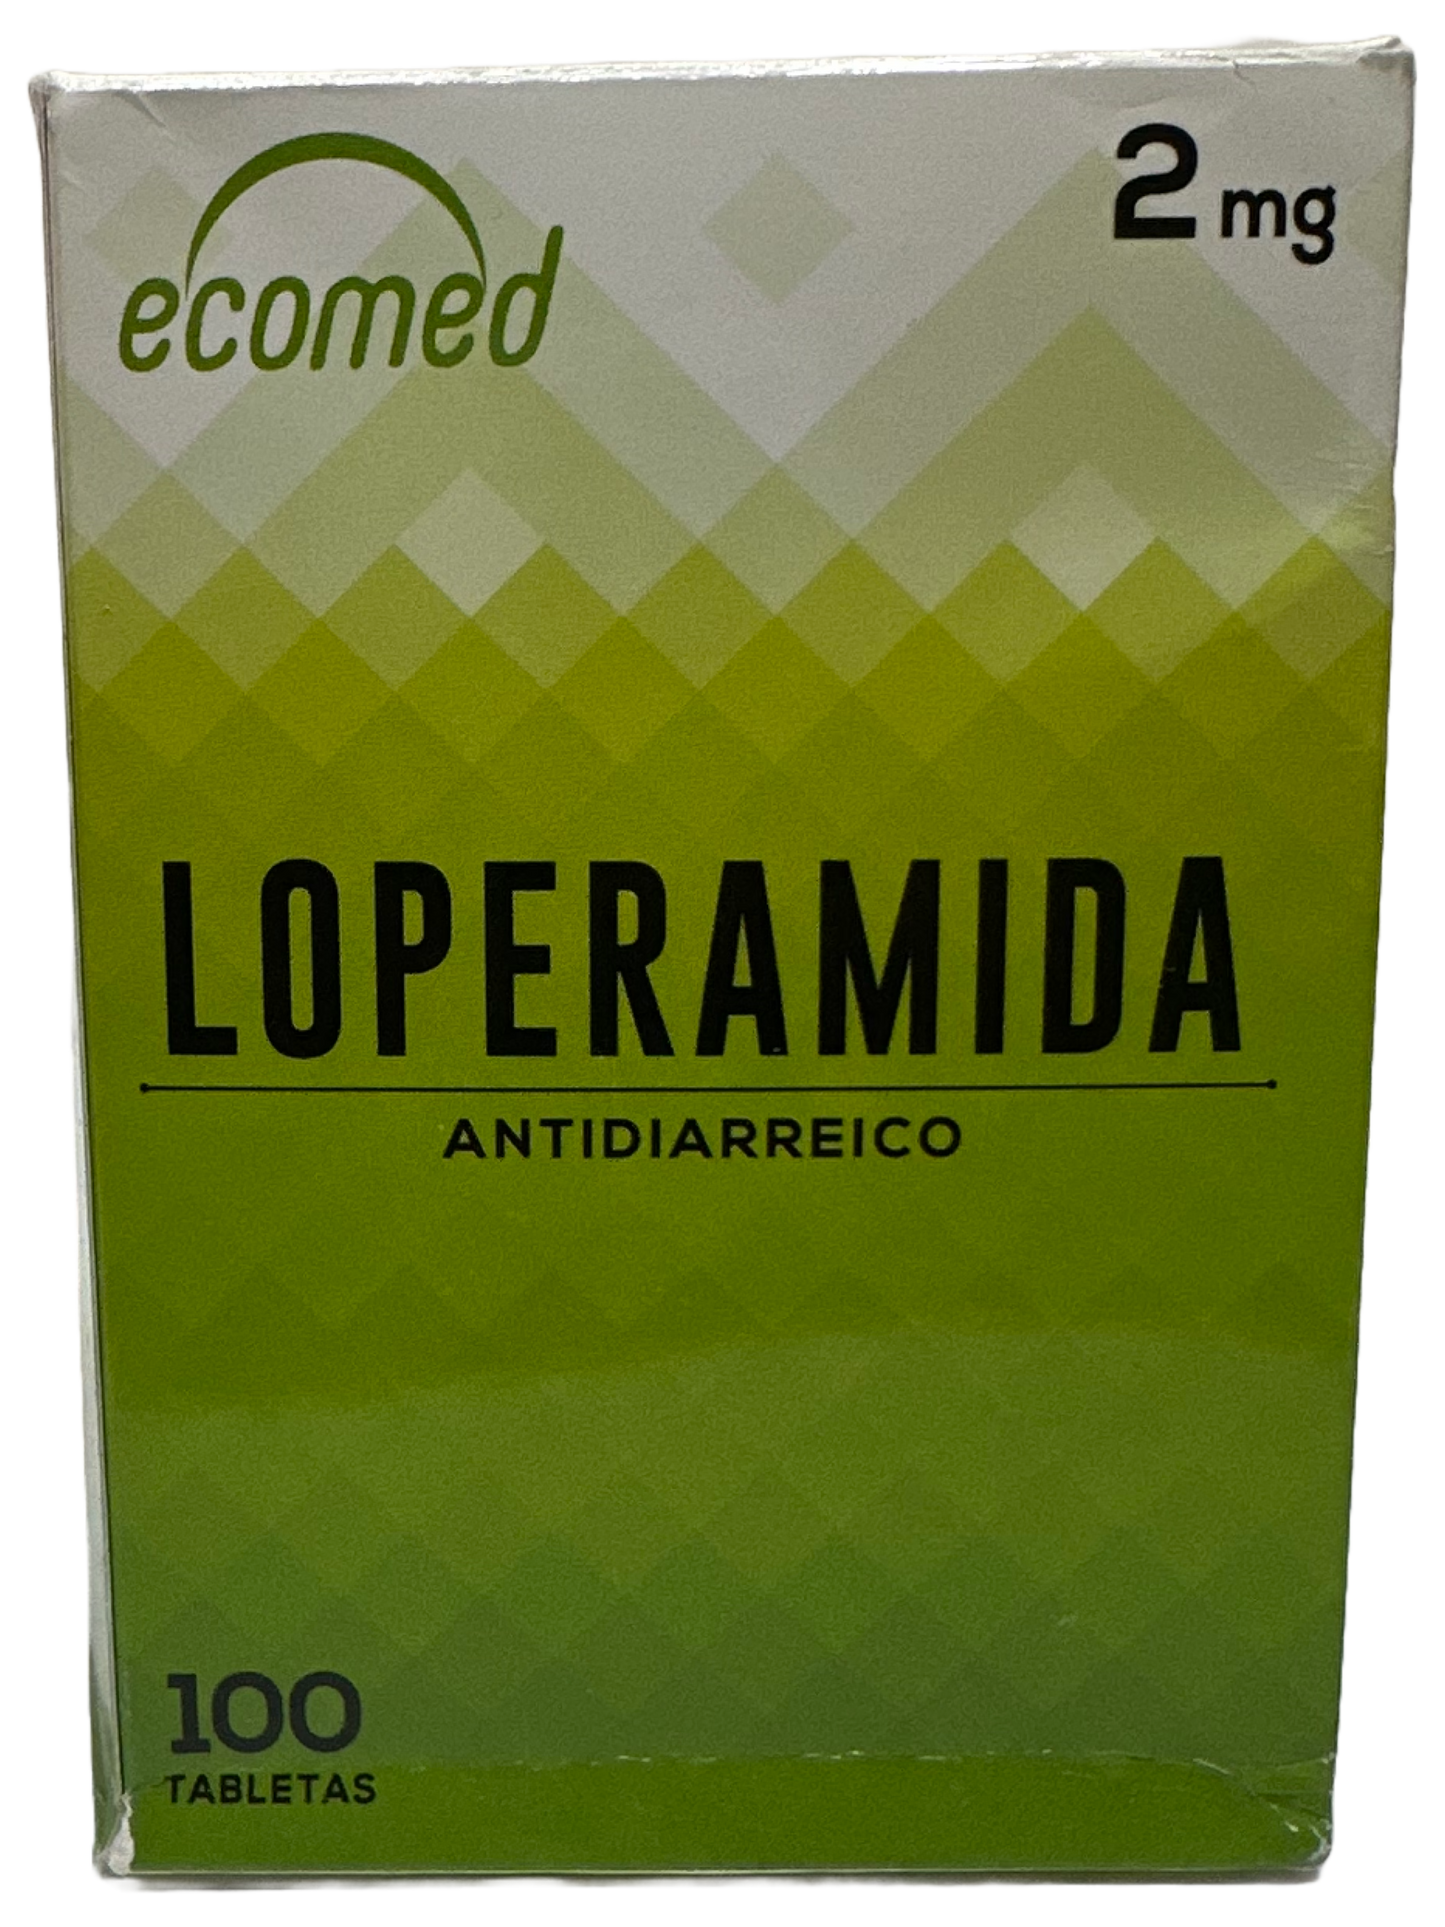 ecomed
2 mg
LOPERAMIDA
ANTIDIARREICO
100
TABLETAS